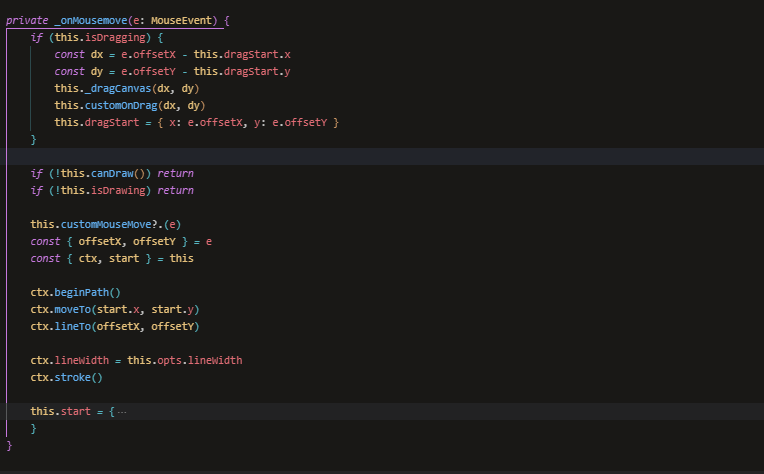 private _onMousemove(e: MouseEvent) {
    if (this.isDragging) {
        const dx = e.offsetX - this.dragStart.x
        const dy = e.offsetY - this.dragStart.y
        this._dragCanvas(dx, dy)
        this.customOnDrag(dx, dy)
        this.dragStart = { x: e.offsetX, y: e.offsetY }
    }
    if (!this.canDraw()) return
    if (!this.isDrawing) return
    this.customMouseMove?.(e)
    const { offsetX, offsetY } = e
    const { ctx, start } = this
    ctx.beginPath()
    ctx.moveTo(start.x, start.y)
    ctx.lineTo(offsetX, offsetY)
    ctx.lineWidth = this.opts.lineWidth
    ctx.stroke()
    this.start = {···
    }
}